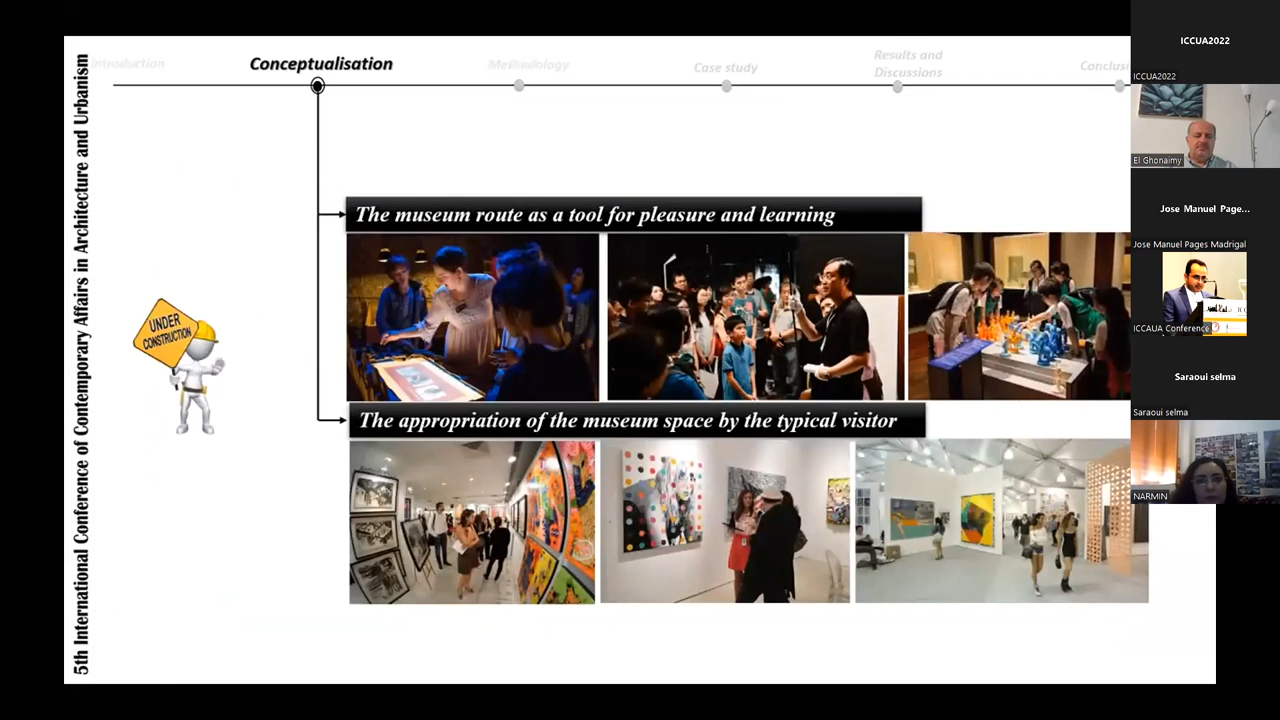 5th International Conference of Contemporary Affairs in Architecture and Urbanism
Introduction
Conceptualisation
Methodology
Case study
Results and
Discussions
The museum route as a tool for pleasure and learning
UNDER
CONSTRUCTION
The appropriation of the museum space by the typical visitor
ICCUA2022
ICCUA2022
El Ghonaimy
Jose Manuel Page...
Jose Manuel Pages Madrigal
ICCAUA Conference
Saraoui selma
Saraoui selma
NARMIN